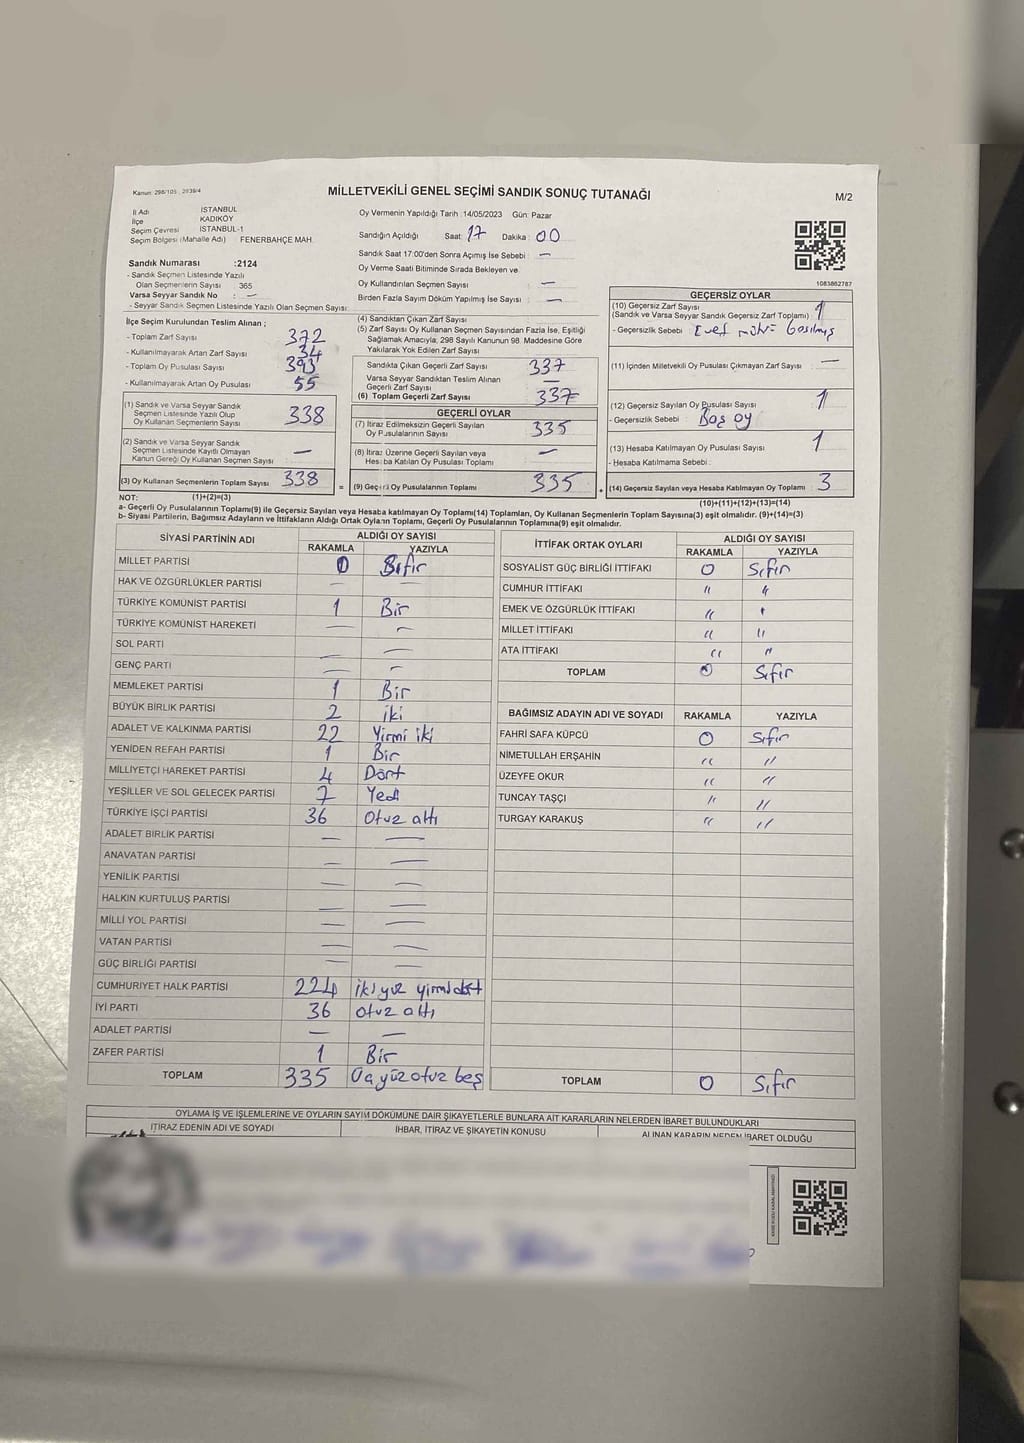 Kanun: 298/105 , 2839/4
MİLLETVEKİLİ GENEL SEÇİMİ SANDIK SONUÇ TUTANAĞI
M/2
İl Adı İSTANBUL
İlçe KADIKÖY
Seçim Çevresi İSTANBUL-1
Seçim Bölgesi (Mahalle Adı) FENERBAHÇE MAH.
Sandık Numarası :2124
- Sandık Seçmen Listesinde Yazılı
Olan Seçmenlerin Sayısı : 365
Varsa Seyyar Sandık No : —
- Seyyar Sandık Seçmen Listesinde Yazılı Olan Seçmen Sayısı:
Oy Vermenin Yapıldığı Tarih :14/05/2023 Gün: Pazar
Sandığın Açıldığı Saat: 17 Dakika: 00
Sandık Saat 17:00'den Sonra Açılmış İse Sebebi : —
Oy Verme Saati Bitiminde Sırada Bekleyen ve
Oy Kullandırılan Seçmen Sayısı : —
Birden Fazla Sayım Döküm Yapılmış İse Sayısı : —
1083862787
İlçe Seçim Kurulundan Teslim Alınan ;
- Toplam Zarf Sayısı : 372
- Kullanılmayarak Artan Zarf Sayısı : 34
- Toplam Oy Pusulası Sayısı : 393
- Kullanılmayarak Artan Oy Pusulası : 55
(1) Sandık ve Varsa Seyyar Sandık
Seçmen Listesinde Yazılı Olup
Oy Kullanan Seçmenlerin Sayısı 338
(2) Sandık ve Varsa Seyyar Sandık
Seçmen Listesinde Kayıtlı Olmayan
Kanun Gereği Oy Kullanan Seçmen Sayısı —
(3) Oy Kullanan Seçmenlerin Toplam Sayısı 338 =
(1)+(2)=(3)
(4) Sandıktan Çıkan Zarf Sayısı
(5) Zarf Sayısı Oy Kullanan Seçmen Sayısından Fazla İse, Eşitliği
Sağlamak Amacıyla, 298 Sayılı Kanunun 98. Maddesine Göre
Yakılarak Yok Edilen Zarf Sayısı
Sandıkta Çıkan Geçerli Zarf Sayısı 337
Varsa Seyyar Sandıktan Teslim Alınan
Geçerli Zarf Sayısı —
(6) Toplam Geçerli Zarf Sayısı 337
GEÇERLİ OYLAR
(7) İtiraz Edilmeksizin Geçerli Sayılan
Oy Pusulalarının Sayısı 335
(8) İtiraz Üzerine Geçerli Sayılan veya
Hesaba Katılan Oy Pusulası Toplamı —
(9) Geçerli Oy Pusulalarının Toplamı 335 +
GEÇERSİZ OYLAR
(10) Geçersiz Zarf Sayısı
(Sandık ve Varsa Seyyar Sandık Geçersiz Zarf Toplamı) 1
- Geçersizlik Sebebi : Evet mührü basılmış
(11) İçinden Milletvekili Oy Pusulası Çıkmayan Zarf Sayısı —
(12) Geçersiz Sayılan Oy Pusulası Sayısı 1
- Geçersizlik Sebebi : Boş oy
(13) Hesaba Katılmayan Oy Pusulası Sayısı 1
- Hesaba Katılmama Sebebi :
(14) Geçersiz Sayılan veya Hesaba Katılmayan Oy Toplamı 3
(10)+(11)+(12)+(13)=(14)
NOT:
a- Geçerli Oy Pusulalarının Toplamı(9) ile Geçersiz Sayılan veya Hesaba katılmayan Oy Toplamı(14) Toplamları, Oy Kullanan Seçmenlerin Toplam Sayısına(3) eşit olmalıdır. (9)+(14)=(3)
b- Siyasi Partilerin, Bağımsız Adayların ve İttifakların Aldığı Ortak Oyların Toplamı, Geçerli Oy Pusulalarının Toplamına(9) eşit olmalıdır.
SİYASİ PARTİNİN ADI ALDIĞI OY SAYISI
RAKAMLA YAZIYLA
MİLLET PARTİSİ 0 Sıfır
HAK VE ÖZGÜRLÜKLER PARTİSİ — —
TÜRKİYE KOMÜNİST PARTİSİ 1 Bir
TÜRKİYE KOMÜNİST HAREKETİ — —
SOL PARTİ — —
GENÇ PARTİ — —
MEMLEKET PARTİSİ 1 Bir
BÜYÜK BİRLİK PARTİSİ 2 iki
ADALET VE KALKINMA PARTİSİ 22 Yirmi iki
YENİDEN REFAH PARTİSİ 1 Bir
MİLLİYETÇİ HAREKET PARTİSİ 4 Dört
YEŞİLLER VE SOL GELECEK PARTİSİ 7 Yedi
TÜRKİYE İŞÇİ PARTİSİ 36 Otuz altı
ADALET BİRLİK PARTİSİ — —
ANAVATAN PARTİSİ — —
YENİLİK PARTİSİ — —
HALKIN KURTULUŞ PARTİSİ — —
MİLLİ YOL PARTİSİ — —
VATAN PARTİSİ — —
GÜÇ BİRLİĞİ PARTİSİ — —
CUMHURİYET HALK PARTİSİ 224 iki yüz yirmi dört
İYİ PARTİ 36 otuz altı
ADALET PARTİSİ — —
ZAFER PARTİSİ 1 Bir
TOPLAM 335 Üç yüz otuz beş
İTTİFAK ORTAK OYLARI ALDIĞI OY SAYISI
RAKAMLA YAZIYLA
SOSYALİST GÜÇ BİRLİĞİ İTTİFAKI 0 Sıfır
CUMHUR İTTİFAKI " "
EMEK VE ÖZGÜRLÜK İTTİFAKI " "
MİLLET İTTİFAKI " "
ATA İTTİFAKI " "
TOPLAM 0 Sıfır
BAĞIMSIZ ADAYIN ADI VE SOYADI RAKAMLA YAZIYLA
FAHRİ SAFA KÜPCÜ 0 Sıfır
NİMETULLAH ERŞAHİN " "
ÜZEYFE OKUR " "
TUNCAY TAŞÇI " "
TURGAY KARAKUŞ " "
TOPLAM 0 Sıfır
OYLAMA İŞ VE İŞLEMLERİNE VE OYLARIN SAYIM DÖKÜMÜNE DAİR ŞİKAYETLERLE BUNLARA AİT KARARLARIN NELERDEN İBARET BULUNDUKLARI
İTİRAZ EDENİN ADI VE SOYADI İHBAR, İTİRAZ VE ŞİKAYETİN KONUSU ALINAN KARARIN NEDEN İBARET OLDUĞU